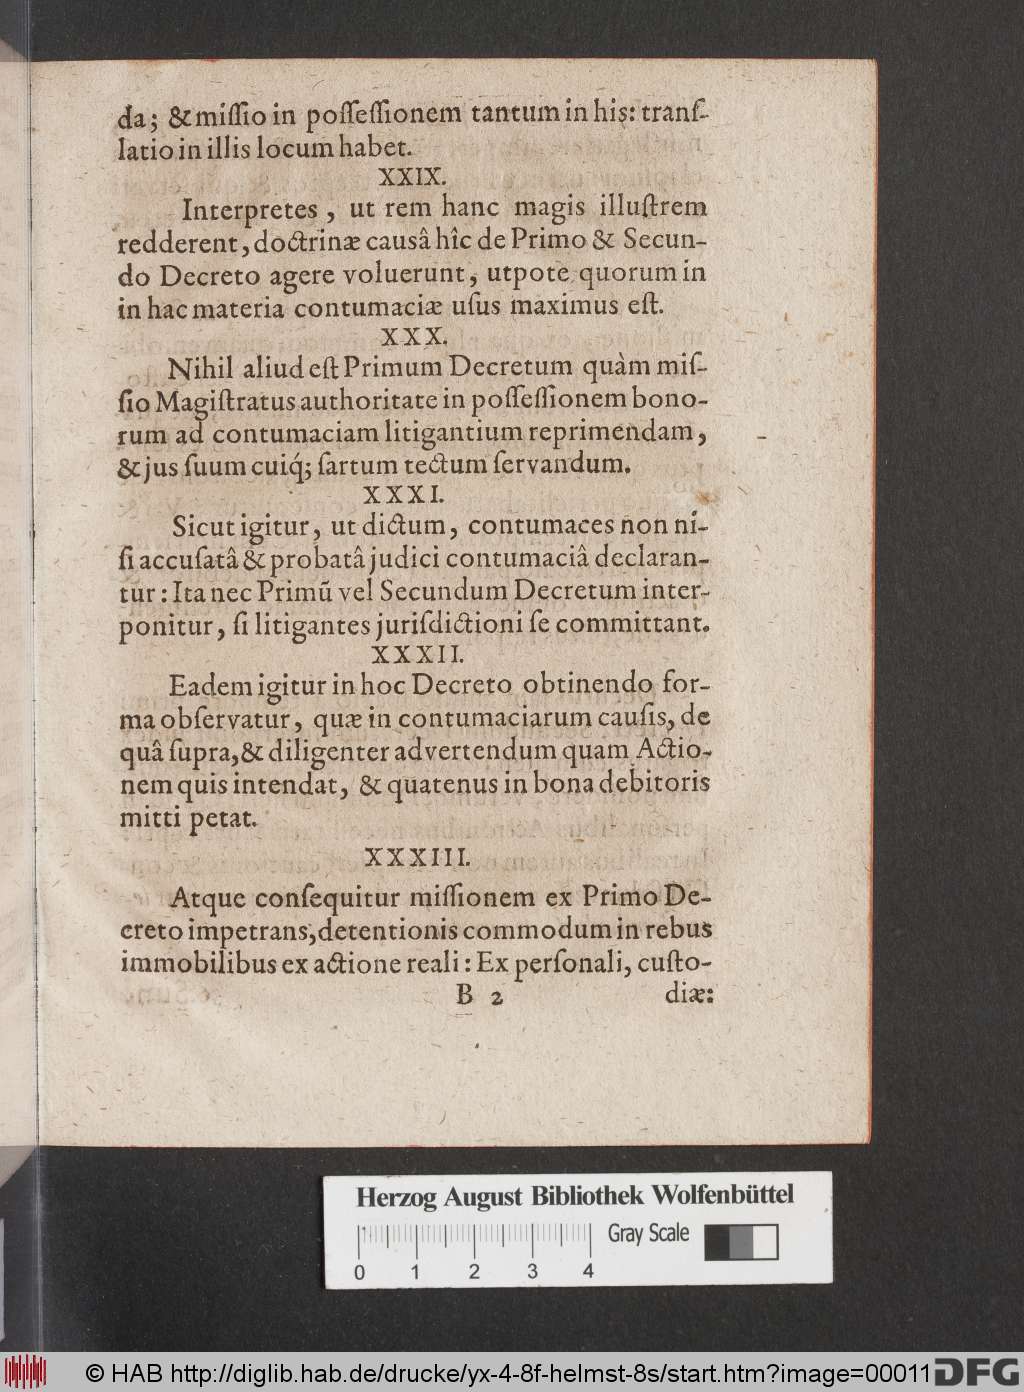 da; & miſſio in poſſeſſionem tantum in his: tranſ-
latio in illis locum habet.
XXIX.
Interpretes, ut rem hanc magis illuſtrem
redderent, doctrinæ causâ hîc de Primo & Secun-
do Decreto agere voluerunt, utpote quorum in
in hac materia contumaciæ uſus maximus eſt.
XXX.
Nihil aliud eſt Primum Decretum quàm miſ-
ſio Magiſtratus authoritate in poſſeſſionem bono-
rum ad contumaciam litigantium reprimendam,
& jus ſuum cuiq́; ſartum tectum ſervandum.
XXXI.
Sicut igitur, ut dictum, contumaces non ni-
ſi accuſatâ & probatâ judici contumaciâ declaran-
tur: Ita nec Primũ vel Secundum Decretum inter-
ponitur, ſi litigantes juriſdictioni ſe committant.
XXXII.
Eadem igitur in hoc Decreto obtinendo for-
ma obſervatur, quæ in contumaciarum cauſis, de
quâ ſupra, & diligenter advertendum quam Actio-
nem quis intendat, & quatenus in bona debitoris
mitti petat.
XXXIII.
Atque conſequitur miſſionem ex Primo De-
creto impetrans, detentionis commodum in rebus
immobilibus ex actione reali: Ex perſonali, cuſto-
B 2 diæ:
Herzog August Bibliothek Wolfenbüttel
Gray Scale
0 1 2 3 4
© HAB http://diglib.hab.de/drucke/yx-4-8f-helmst-8s/start.htm?image=00011
DFG